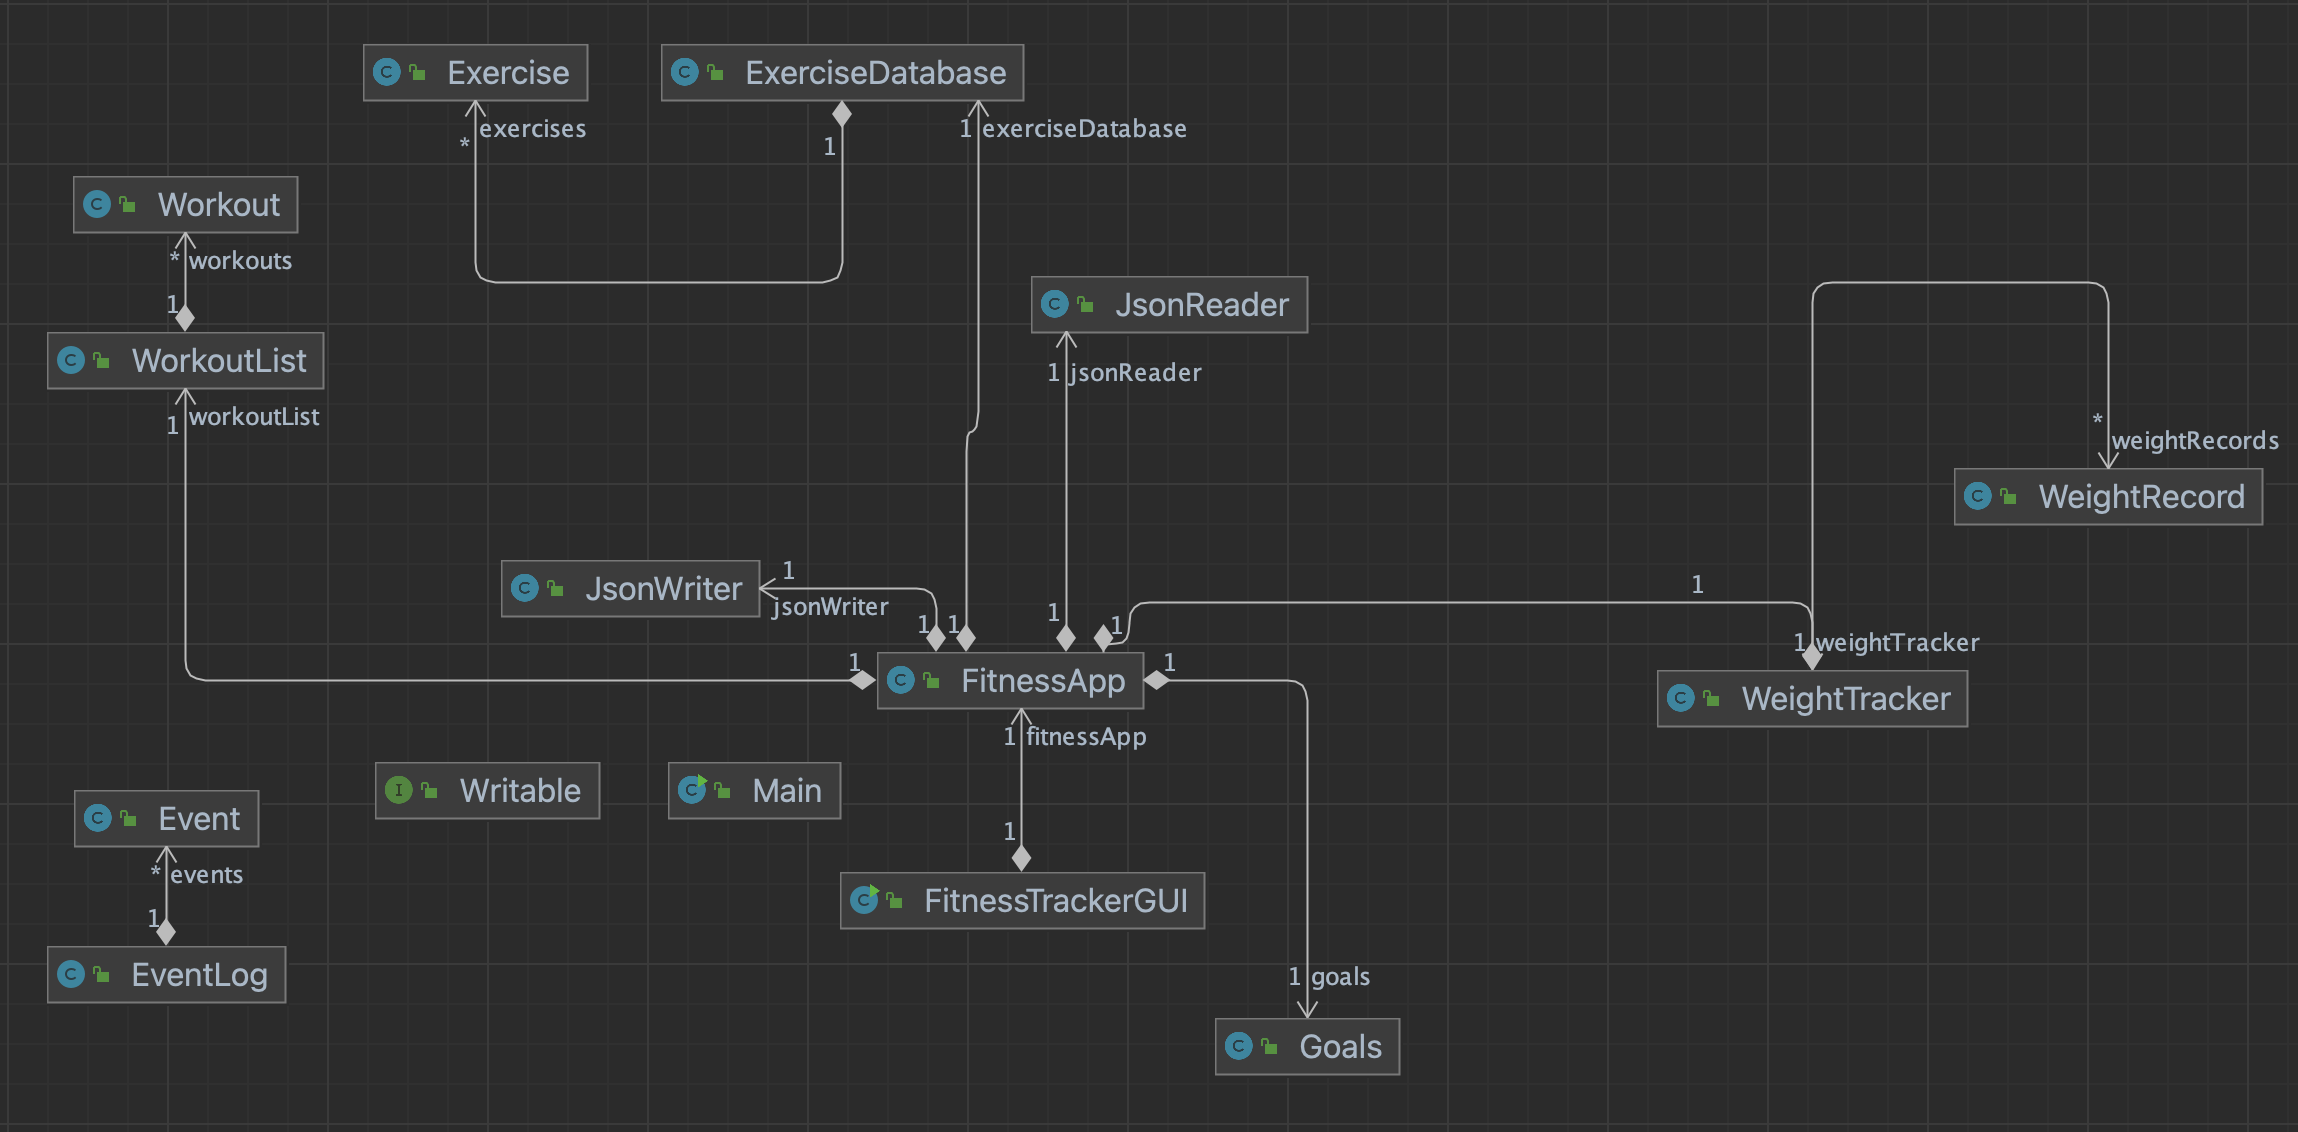 Exercise
ExerciseDatabase
* exercises
1
1 exerciseDatabase
Workout
* workouts
1
WorkoutList
1 workoutList
JsonReader
1 jsonReader
* weightRecords
WeightRecord
JsonWriter
1 jsonWriter
1
1
1
1
1
1 weightTracker
WeightTracker
1
FitnessApp
1
1 fitnessApp
Writable
Main
Event
* events
1
EventLog
1
FitnessTrackerGUI
1 goals
Goals